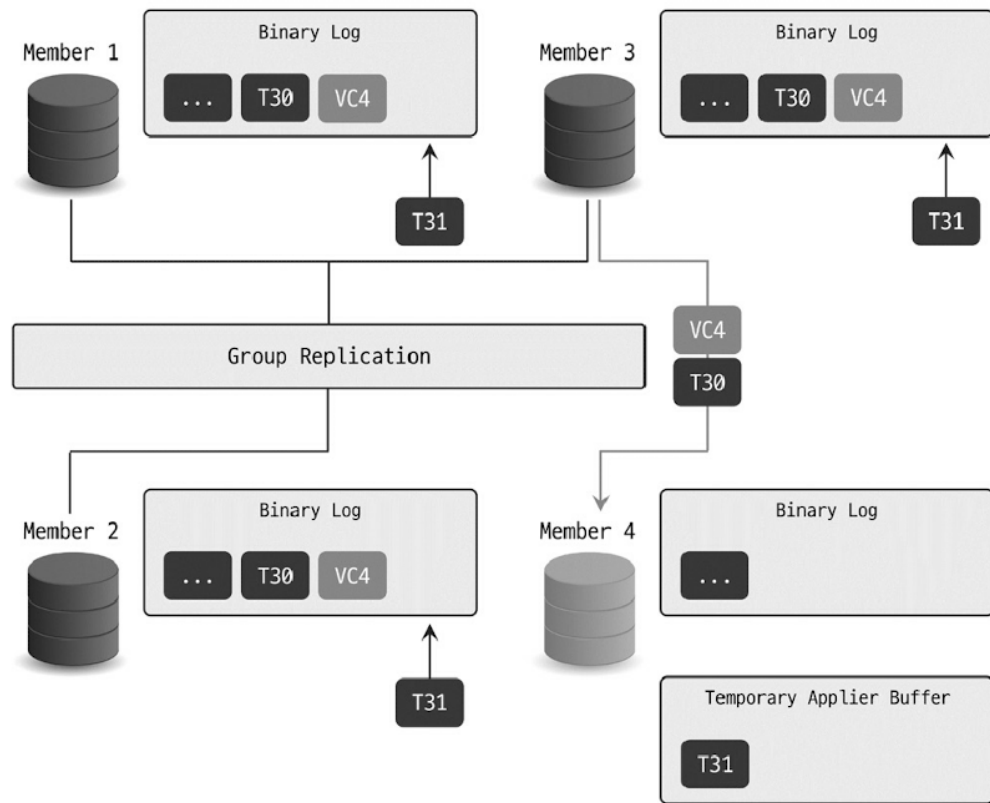 Member 1
Binary Log
... T30 VC4
T31
Member 3
Binary Log
... T30 VC4
T31
Group Replication
VC4
T30
Member 2
Binary Log
... T30 VC4
T31
Member 4
Binary Log
...
Temporary Applier Buffer
T31